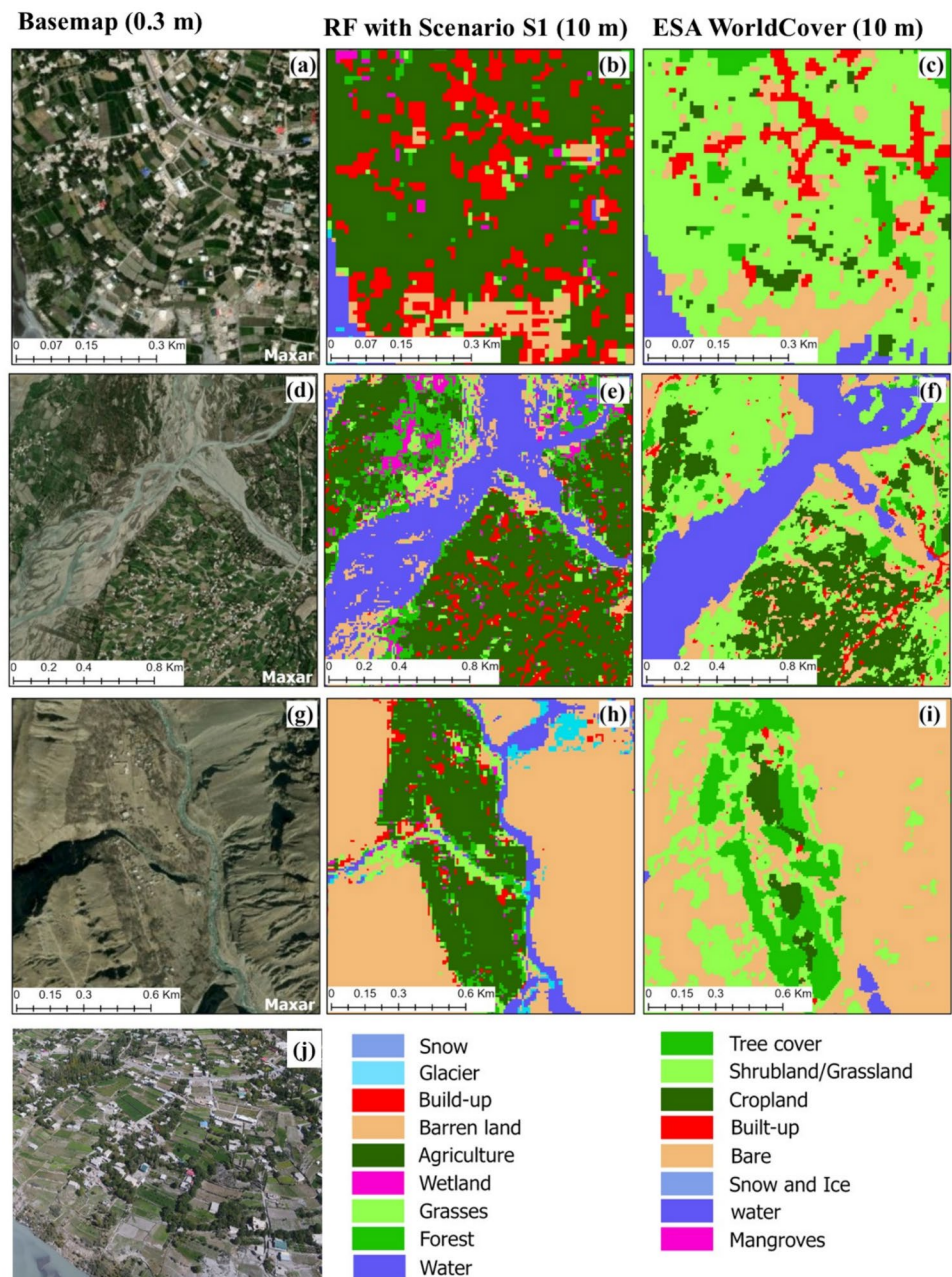 Basemap (0.3 m) RF with Scenario S1 (10 m) ESA WorldCover (10 m)
(a) (b) (c)
0 0.07 0.15 0.3 Km
Maxar
0 0.07 0.15 0.3 Km
0 0.07 0.15 0.3 Km
(d) (e) (f)
0 0.2 0.4 0.8 Km
Maxar
0 0.2 0.4 0.8 Km
0 0.2 0.4 0.8 Km
(g) (h) (i)
0 0.15 0.3 0.6 Km
Maxar
0 0.15 0.3 0.6 Km
0 0.15 0.3 0.6 Km
(j)
Snow
Glacier
Build-up
Barren land
Agriculture
Wetland
Grasses
Forest
Water
Tree cover
Shrubland/Grassland
Cropland
Built-up
Bare
Snow and Ice
water
Mangroves